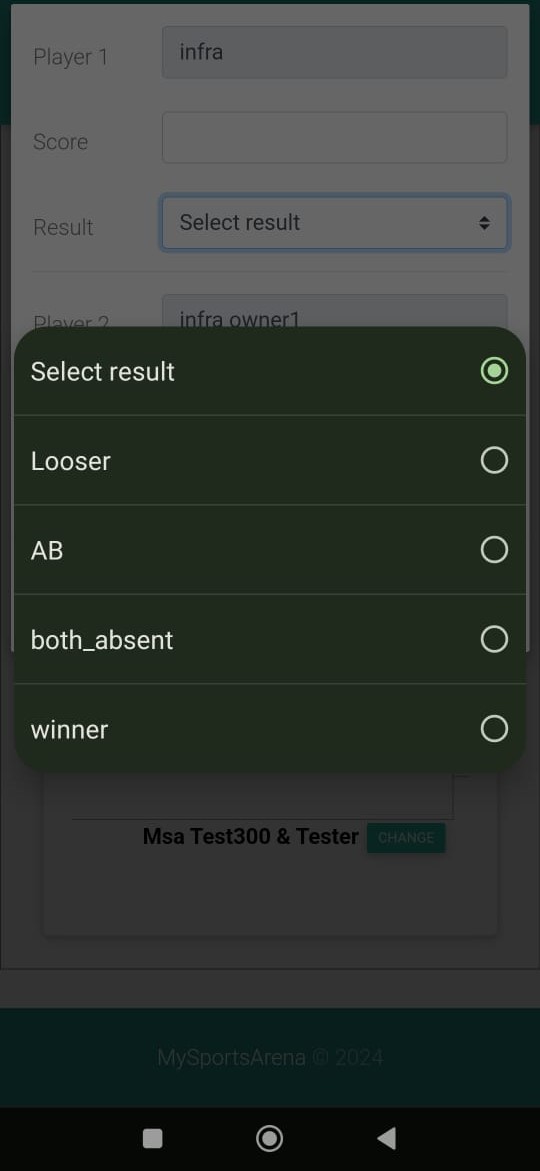 Player 1
infra
Score
Result
Select result
Player 2
infra owner1
Select result
Looser
AB
both_absent
winner
Msa Test300 & Tester
CHANGE
MySportsArena © 2024